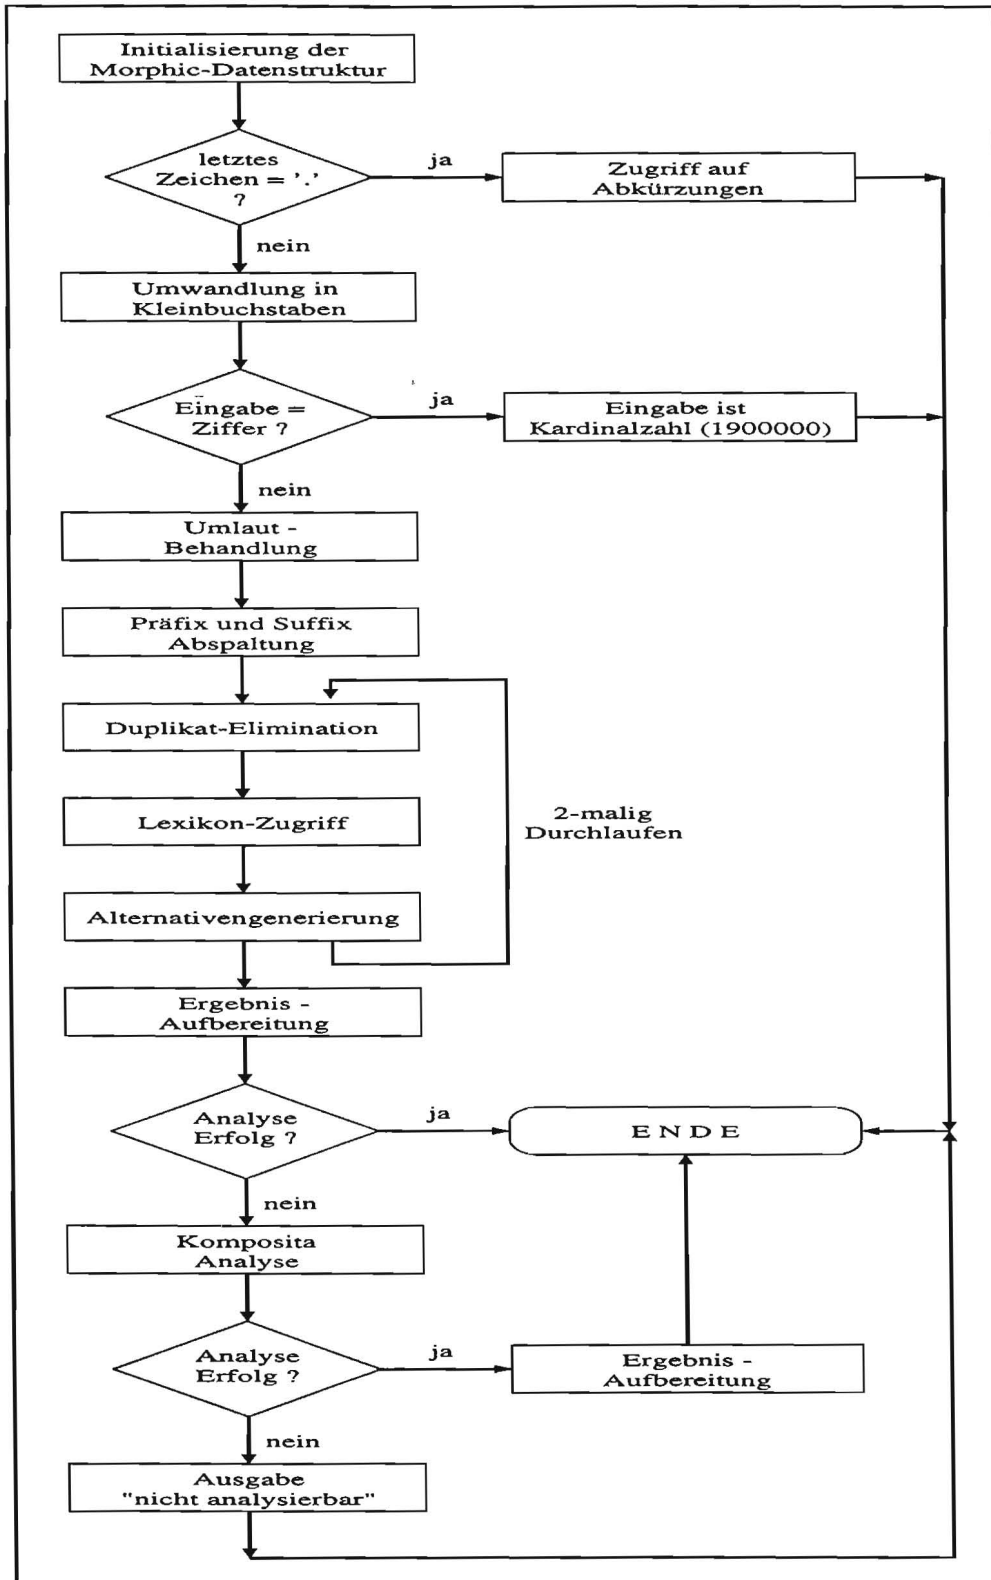 Initialisierung der
Morphic-Datenstruktur
letztes
Zeichen = '.'
?
ja
Zugriff auf
Abkürzungen
nein
Umwandlung in
Kleinbuchstaben
Eingabe =
Ziffer ?
ja
Eingabe ist
Kardinalzahl (1900000)
nein
Umlaut -
Behandlung
Präfix und Suffix
Abspaltung
Duplikat-Elimination
Lexikon-Zugriff
2-malig
Durchlaufen
Alternativengenerierung
Ergebnis -
Aufbereitung
Analyse
Erfolg ?
ja
E N D E
nein
Komposita
Analyse
Analyse
Erfolg ?
ja
Ergebnis -
Aufbereitung
nein
Ausgabe
"nicht analysierbar"